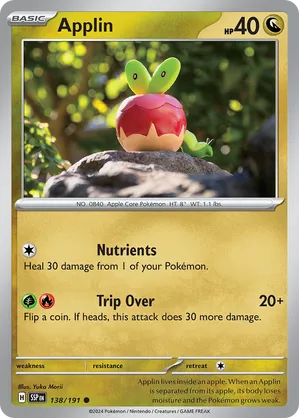 BASIC
Applin
HP40
NO. 0840 Apple Core Pokémon HT: 8" WT: 1.1 lbs.
Nutrients
Heal 30 damage from 1 of your Pokémon.
Trip Over 20+
Flip a coin. If heads, this attack does 30 more damage.
weakness resistance retreat
Illus. Yuka Morii
H SSP EN 138/191
Applin lives inside an apple. When an Applin
is separated from its apple, its body loses
moisture and the Pokémon grows weak.
©2024 Pokémon / Nintendo / Creatures / GAME FREAK